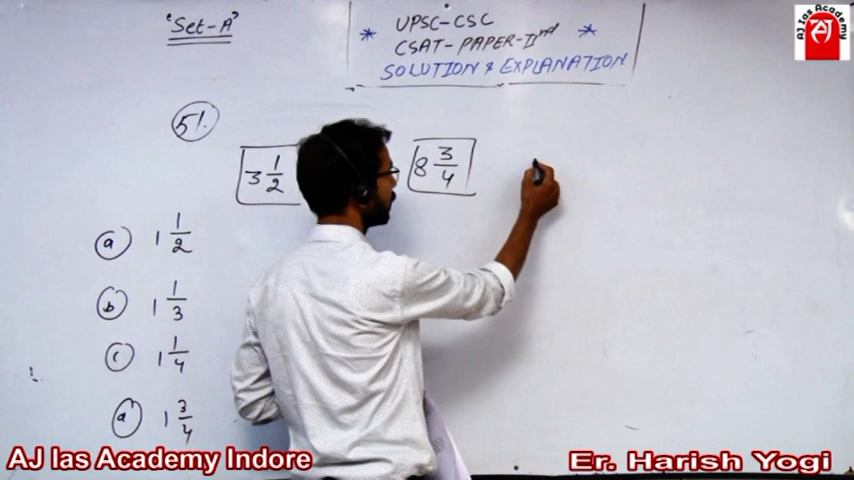 'Set-A'
* UPSC-CSC *
CSAT-PAPER-IInd
SOLUTION & EXPLANATION
AJ Ias Academy
51.
3 1/2
8 3/4
(a) 1 1/2
(b) 1 1/3
(c) 1 1/4
(d) 1 3/4
AJ Ias Academy Indore
Er. Harish Yogi